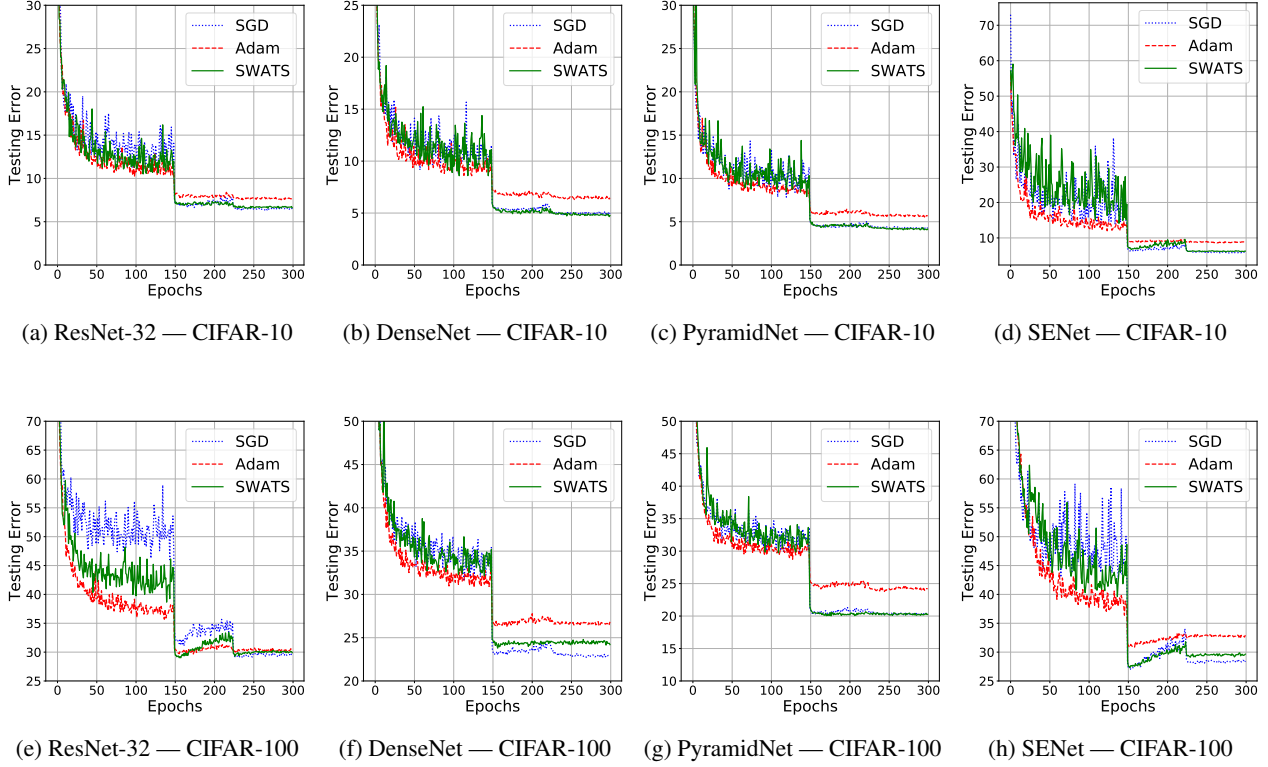 30
25
20
15
10
5
0
Testing Error
0 50 100 150 200 250 300
Epochs
SGD
Adam
SWATS
(a) ResNet-32 — CIFAR-10
25
20
15
10
5
0
Testing Error
0 50 100 150 200 250 300
Epochs
SGD
Adam
SWATS
(b) DenseNet — CIFAR-10
30
25
20
15
10
5
0
Testing Error
0 50 100 150 200 250 300
Epochs
SGD
Adam
SWATS
(c) PyramidNet — CIFAR-10
70
60
50
40
30
20
10
Testing Error
0 50 100 150 200 250 300
Epochs
SGD
Adam
SWATS
(d) SENet — CIFAR-10
70
65
60
55
50
45
40
35
30
25
Testing Error
0 50 100 150 200 250 300
Epochs
SGD
Adam
SWATS
(e) ResNet-32 — CIFAR-100
50
45
40
35
30
25
20
Testing Error
0 50 100 150 200 250 300
Epochs
SGD
Adam
SWATS
(f) DenseNet — CIFAR-100
50
45
40
35
30
25
20
15
10
Testing Error
0 50 100 150 200 250 300
Epochs
SGD
Adam
SWATS
(g) PyramidNet — CIFAR-100
70
65
60
55
50
45
40
35
30
25
Testing Error
0 50 100 150 200 250 300
Epochs
SGD
Adam
SWATS
(h) SENet — CIFAR-100